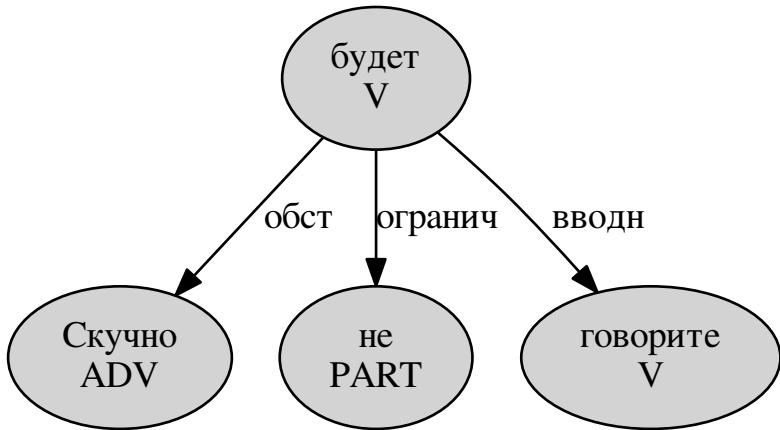 будет
V
обст
огранич
вводн
Скучно
ADV
не
PART
говорите
V